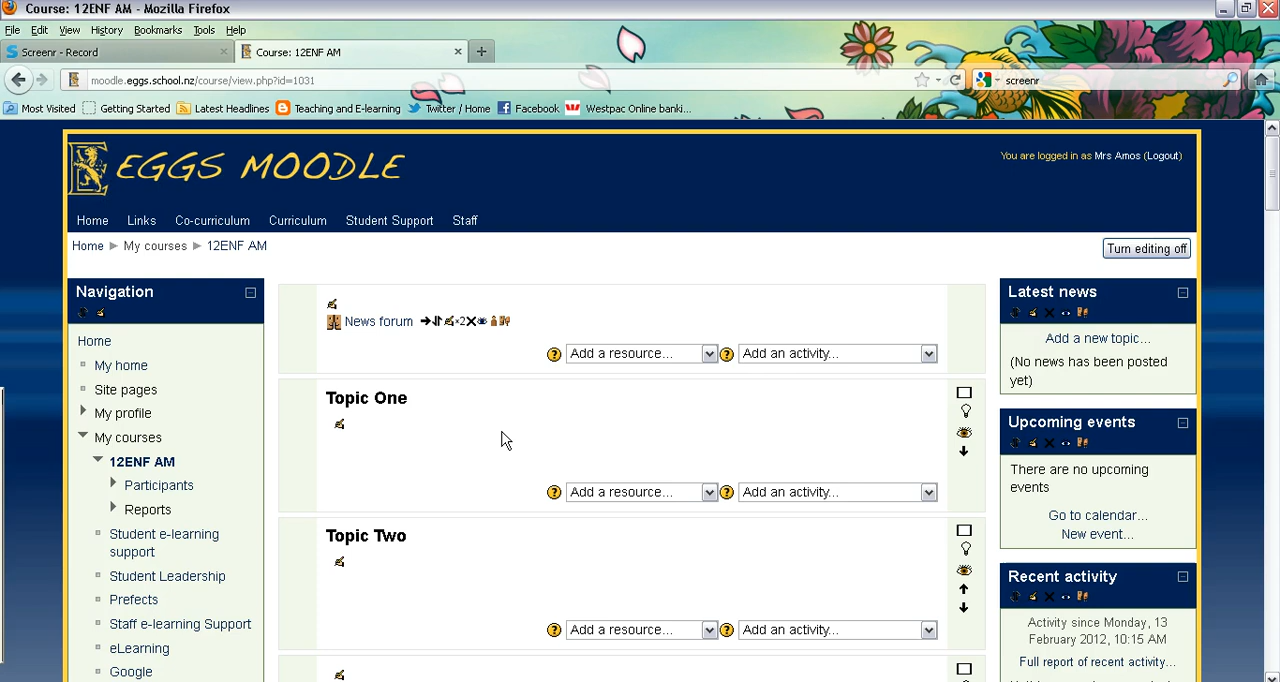 Course: 12ENF AM - Mozilla Firefox
File Edit View History Bookmarks Tools Help
Screenr - Record
Course: 12ENF AM
moodle.eggs.school.nz/course/view.php?id=1031
screenr
Most Visited Getting Started Latest Headlines Teaching and E-learning Twitter / Home Facebook Westpac Online banki...
EGGS MOODLE
You are logged in as Mrs Amos (Logout)
Home Links Co-curriculum Curriculum Student Support Staff
Home ► My courses ► 12ENF AM
Turn editing off
Navigation
Home
My home
Site pages
My profile
My courses
12ENF AM
Participants
Reports
Student e-learning
support
Student Leadership
Prefects
Staff e-learning Support
eLearning
Google
News forum
×2
Add a resource...
Add an activity...
Topic One
Add a resource...
Add an activity...
Topic Two
Add a resource...
Add an activity...
Latest news
Add a new topic...
(No news has been posted
yet)
Upcoming events
There are no upcoming
events
Go to calendar...
New event...
Recent activity
Activity since Monday, 13
February 2012, 10:15 AM
Full report of recent activity...